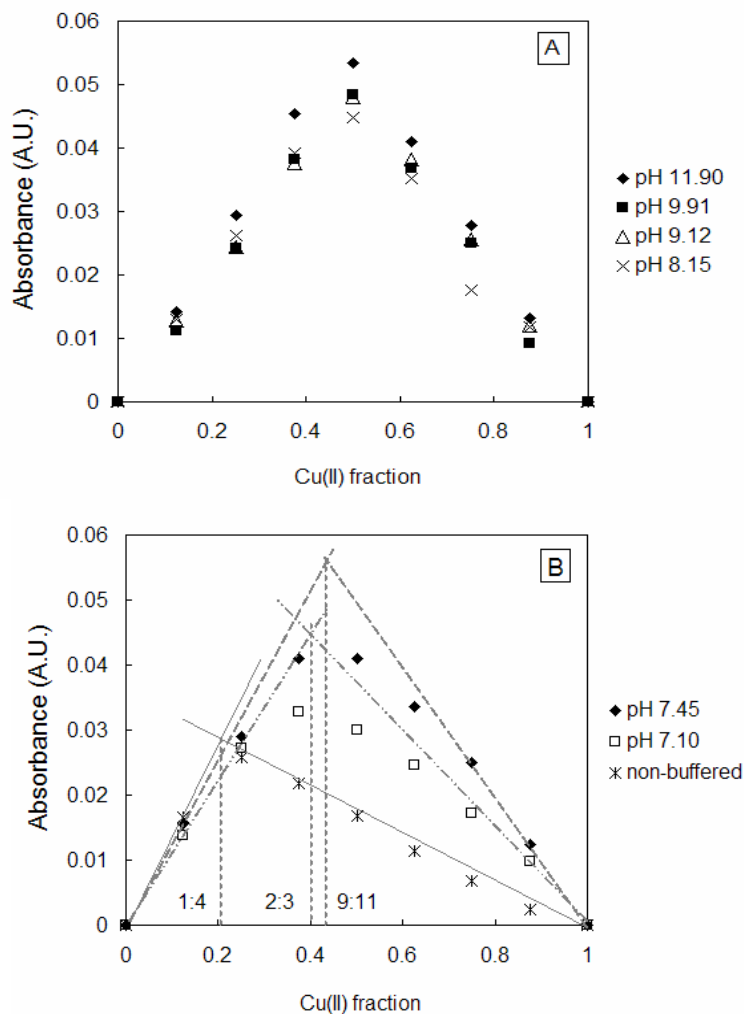 0.06
0.05
0.04
0.03
0.02
0.01
0
Absorbance (A.U.)
A
0 0.2 0.4 0.6 0.8 1
Cu(II) fraction
pH 11.90
pH 9.91
pH 9.12
pH 8.15
0.06
0.05
0.04
0.03
0.02
0.01
0
Absorbance (A.U.)
B
1:4 2:3 9:11
0 0.2 0.4 0.6 0.8 1
Cu(II) fraction
pH 7.45
pH 7.10
non-buffered